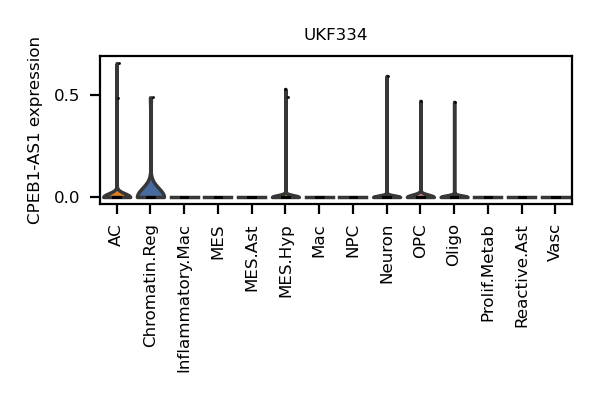 UKF334
CPEB1-AS1 expression
0.5
0.0
AC
Chromatin.Reg
Inflammatory.Mac
MES
MES.Ast
MES.Hyp
Mac
NPC
Neuron
OPC
Oligo
Prolif.Metab
Reactive.Ast
Vasc